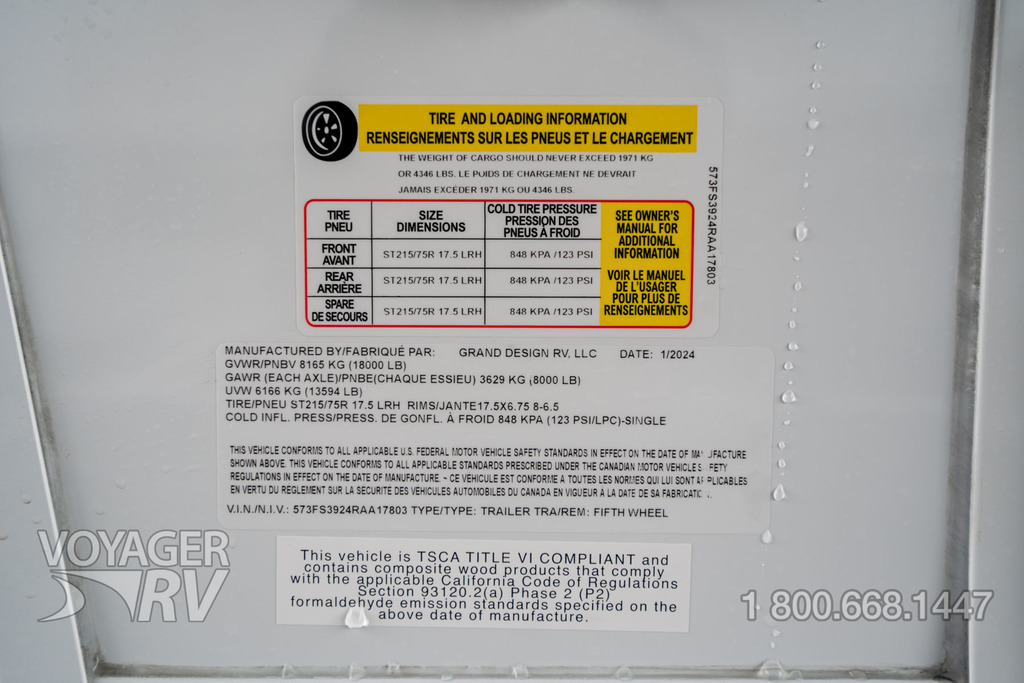 TIRE AND LOADING INFORMATION
RENSEIGNEMENTS SUR LES PNEUS ET LE CHARGEMENT
THE WEIGHT OF CARGO SHOULD NEVER EXCEED 1971 KG
OR 4346 LBS. LE PUIDS DE CHARGEMENT NE DEVRAIT
JAMAIS EXCÉDER 1971 KG OU 4346 LBS.
TIRE
PNEU
SIZE
DIMENSIONS
COLD TIRE PRESSURE
PRESSION DES
PNEUS À FROID
FRONT
AVANT
ST215/75R 17.5 LRH
848 KPA /123 PSI
REAR
ARRIÈRE
ST215/75R 17.5 LRH
848 KPA /123 PSI
SPARE
DE SECOURS
ST215/75R 17.5 LRH
848 KPA /123 PSI
SEE OWNER'S
MANUAL FOR
ADDITIONAL
INFORMATION
VOIR LE MANUEL
DE L'USAGER
POUR PLUS DE
RENSEIGNEMENTS
573FS3924RAA17803
MANUFACTURED BY/FABRIQUÉ PAR: GRAND DESIGN RV, LLC DATE: 1/2024
GVWR/PNBV 8165 KG (18000 LB)
GAWR (EACH AXLE)/PNBE(CHAQUE ESSIEU) 3629 KG (8000 LB)
UVW 6166 KG (13594 LB)
TIRE/PNEU ST215/75R 17.5 LRH RIMS/JANTE17.5X6.75 8-6.5
COLD INFL. PRESS/PRESS. DE GONFL. À FROID 848 KPA (123 PSI/LPC)-SINGLE
THIS VEHICLE CONFORMS TO ALL APPLICABLE U.S. FEDERAL MOTOR VEHICLE SAFETY STANDARDS IN EFFECT ON THE DATE OF
SHOWN ABOVE. THIS VEHICLE CONFORMS TO ALL APPLICABLE STANDARDS PRESCRIBED UNDER THE CANADIAN MOTOR VEHICLE
REGULATIONS IN EFFECT ON THE DATE OF MANUFACTURE. - CE VEHICULE EST CONFORME A TOUTES LES NORMES QUI LUI SONT
EN VERTU DU REGLEMENT SUR LA SECURITE DES VEHICULES AUTOMOBILES DU CANADA EN VIGUEUR A LA DATE DE SA
V.I.N./N.I.V.: 573FS3924RAA17803 TYPE/TYPE: TRAILER TRA/REM: FIFTH WHEEL
This vehicle is TSCA TITLE VI COMPLIANT and
contains composite wood products that comply
with the applicable California Code of Regulations
Section 93120.2(a) Phase 2 (P2)
formaldehyde emission standards specified on the
above date of manufacture.
VOYAGER
RV
1 800.668.1447